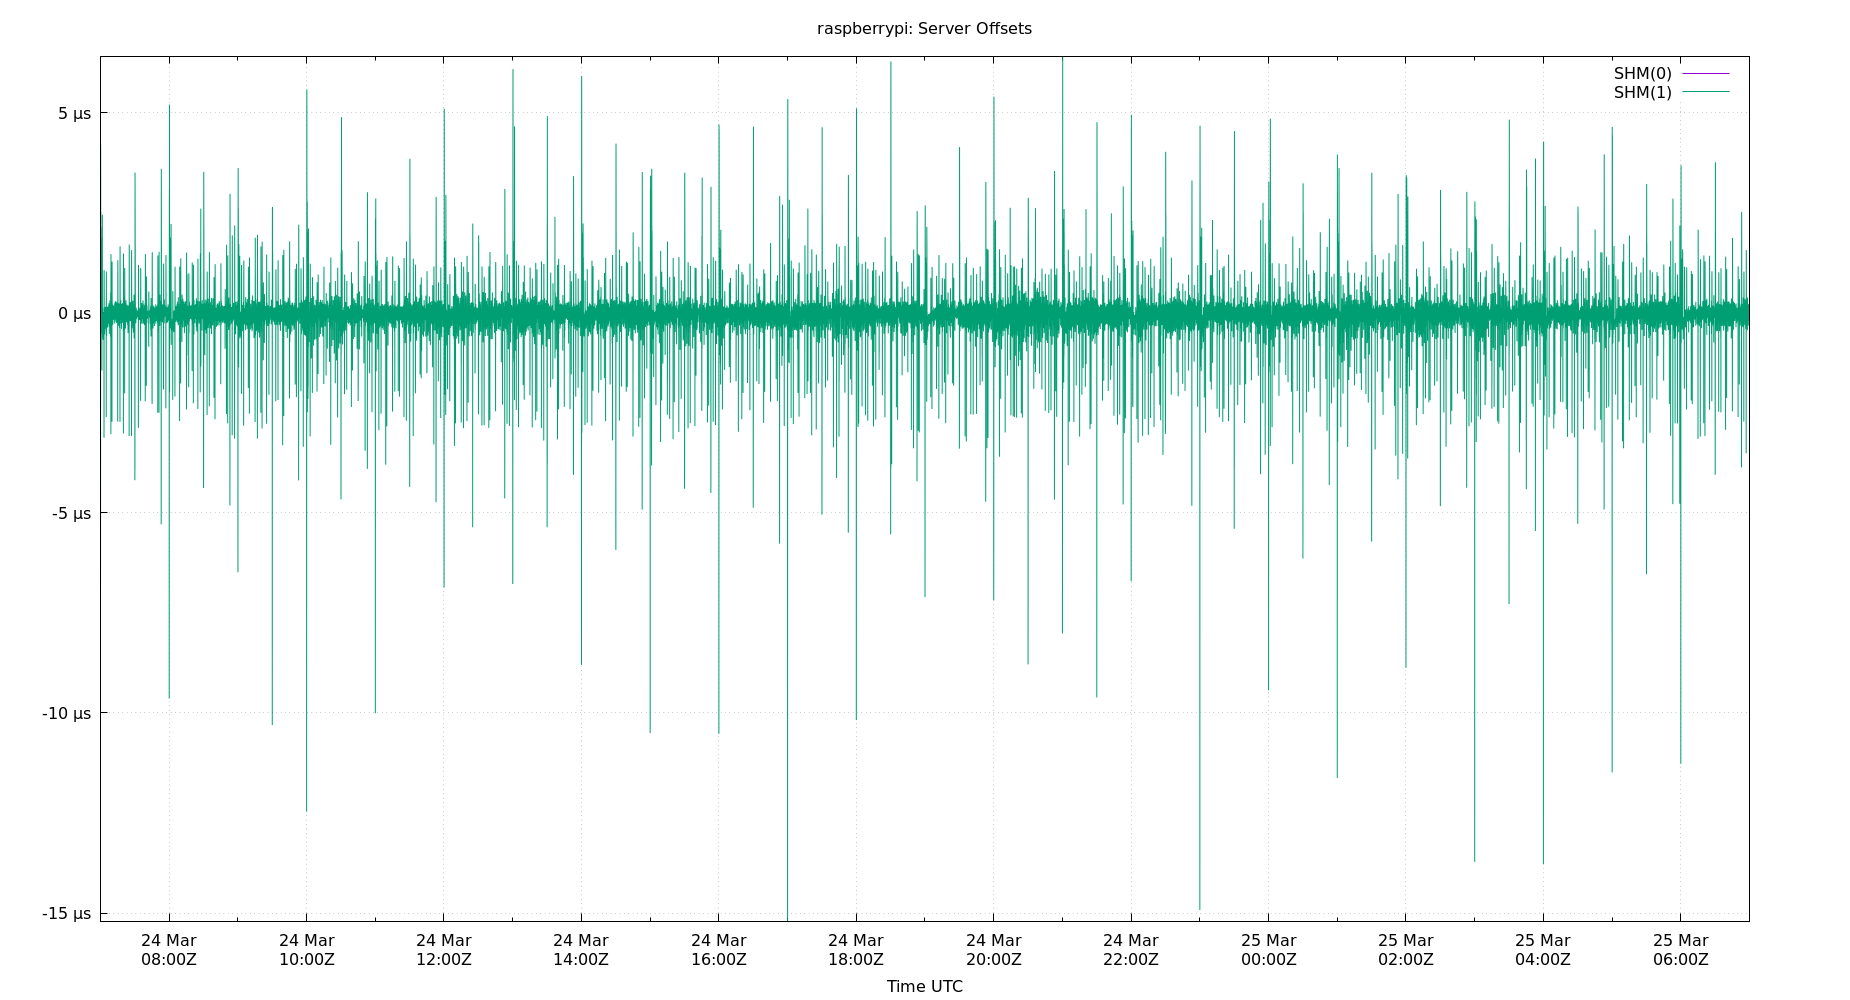 raspberrypi: Server Offsets
SHM(0)
SHM(1)
5 µs
0 µs
-5 µs
-10 µs
-15 µs
24 Mar 24 Mar 24 Mar 24 Mar 24 Mar 24 Mar 24 Mar 24 Mar 25 Mar 25 Mar 25 Mar 25 Mar
08:00Z 10:00Z 12:00Z 14:00Z 16:00Z 18:00Z 20:00Z 22:00Z 00:00Z 02:00Z 04:00Z 06:00Z
Time UTC